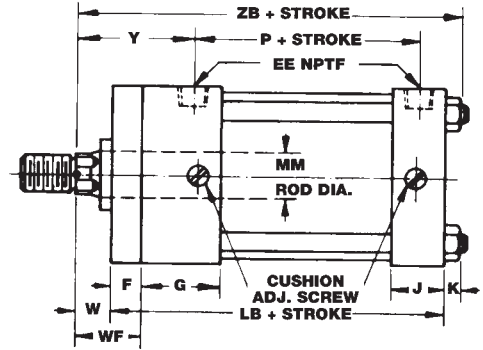 ZB + STROKE
Y
P + STROKE
EE NPTF
MM
ROD DIA.
F
G
CUSHION
ADJ. SCREW
J
K
W
LB + STROKE
WF